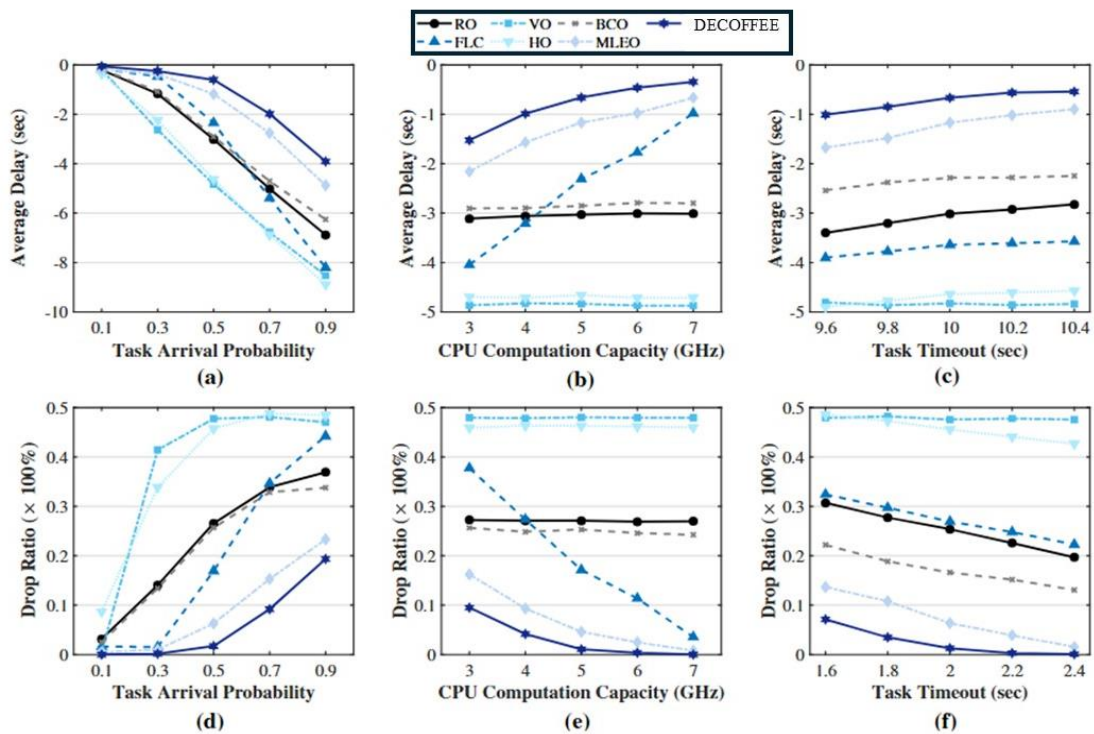 RO VO BCO DECOFFEE
FLC HO MLEO
Average Delay (sec)
0
-2
-4
-6
-8
-10
0.1 0.3 0.5 0.7 0.9
Task Arrival Probability
(a)
Average Delay (sec)
0
-1
-2
-3
-4
-5
3 4 5 6 7
CPU Computation Capacity (GHz)
(b)
Average Delay (sec)
0
-1
-2
-3
-4
-5
9.6 9.8 10 10.2 10.4
Task Timeout (sec)
(c)
Drop Ratio (× 100%)
0.5
0.4
0.3
0.2
0.1
0
0.1 0.3 0.5 0.7 0.9
Task Arrival Probability
(d)
Drop Ratio (× 100%)
0.5
0.4
0.3
0.2
0.1
0
3 4 5 6 7
CPU Computation Capacity (GHz)
(e)
Drop Ratio (× 100%)
0.5
0.4
0.3
0.2
0.1
0
1.6 1.8 2 2.2 2.4
Task Timeout (sec)
(f)